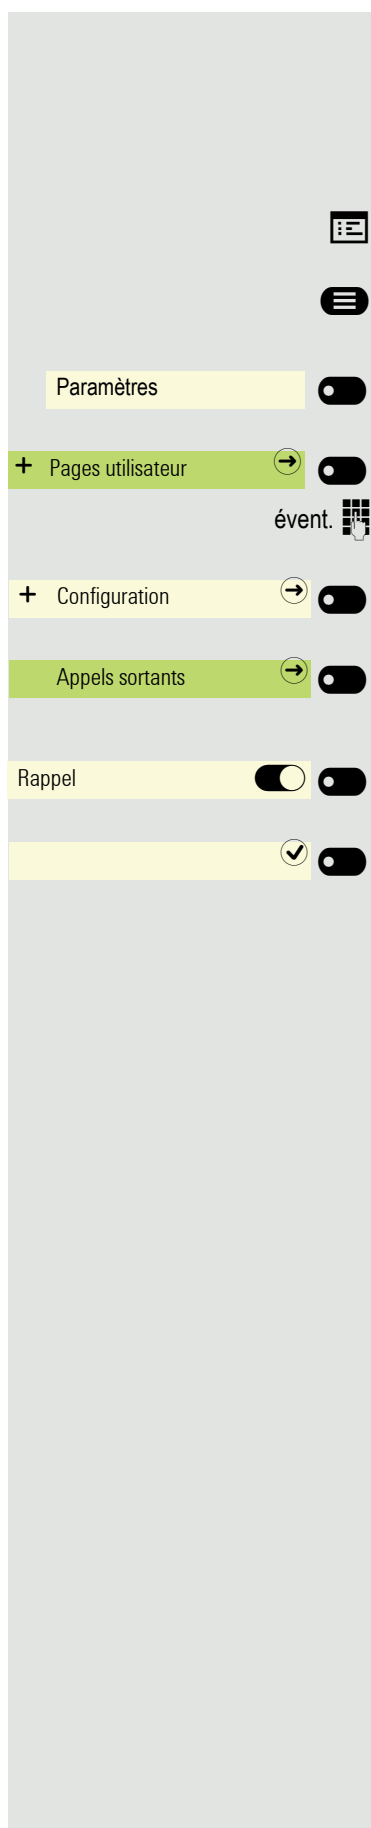 Paramètres
+ Pages utilisateur
évent.
+ Configuration
Appels sortants
Rappel